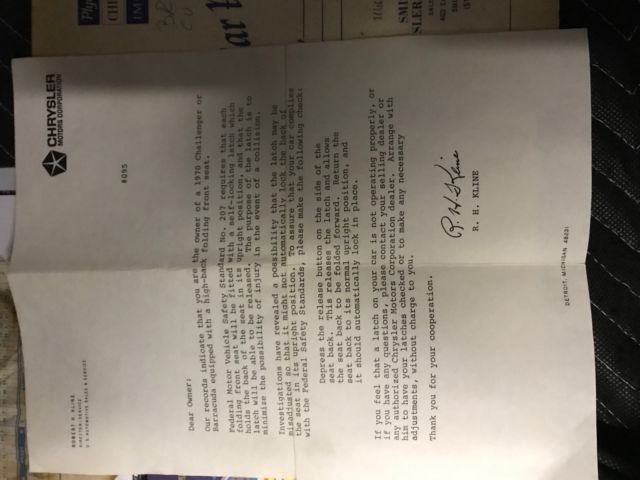 CHRYSLER
MOTORS CORPORATION
ROBERT H. KLINE
DIRECTOR SERVICE
U.S. AUTOMOTIVE SALES & SERVICE
#095
Dear Owner:
Our records indicate that you are the owner of a 1970 Challenger or
Barracuda equipped with a high-back folding front seat.
Federal Motor Vehicle Safety Standard No. 207 requires that each
folding front seat will be fitted with a self-locking latch which
holds the back of the seat in its upright position, and that the
latch will be able to be released. The purpose of the latch is to
minimize the possibility of injury in the event of a collision.
Investigations have revealed a possibility that the latch may be
misadjusted so that it might not automatically lock the back of
the seat in its upright position. To assure that your car complies
with the Federal Safety Standards, please make the following check:
Depress the release button on the side of the
seat back. This releases the latch and allows
the seat back to be folded forward. Return the
seat back to its normal upright position, and
it should automatically lock in place.
If you feel that a latch on your car is not operating properly, or
if you have any questions, please contact your selling dealer or
any authorized Chrysler Motors Corporation dealer. Arrange with
him to have your latches checked or to make any necessary
adjustments, without charge to you.
Thank you for your cooperation.
R. H. Kline
R. H. KLINE
DETROIT, MICHIGAN 48231